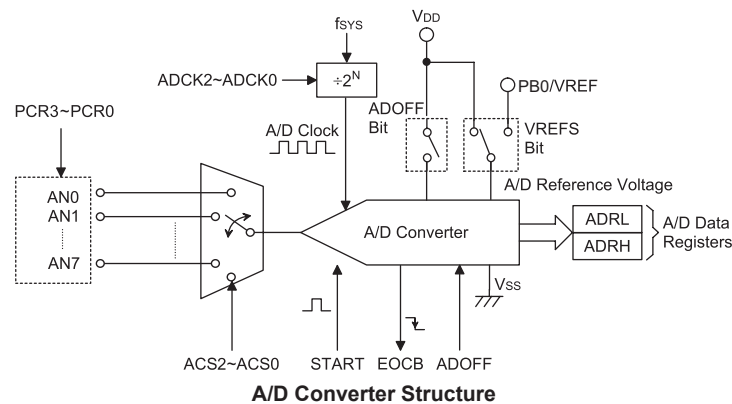 fSYS
VDD
ADCK2~ADCK0
÷2N
PB0/VREF
PCR3~PCR0
ADOFF
Bit
VREFS
Bit
A/D Clock
A/D Reference Voltage
AN0
AN1
AN7
A/D Converter
ADRL
ADRH
A/D Data
Registers
VSS
ACS2~ACS0
START
EOCB
ADOFF
A/D Converter Structure